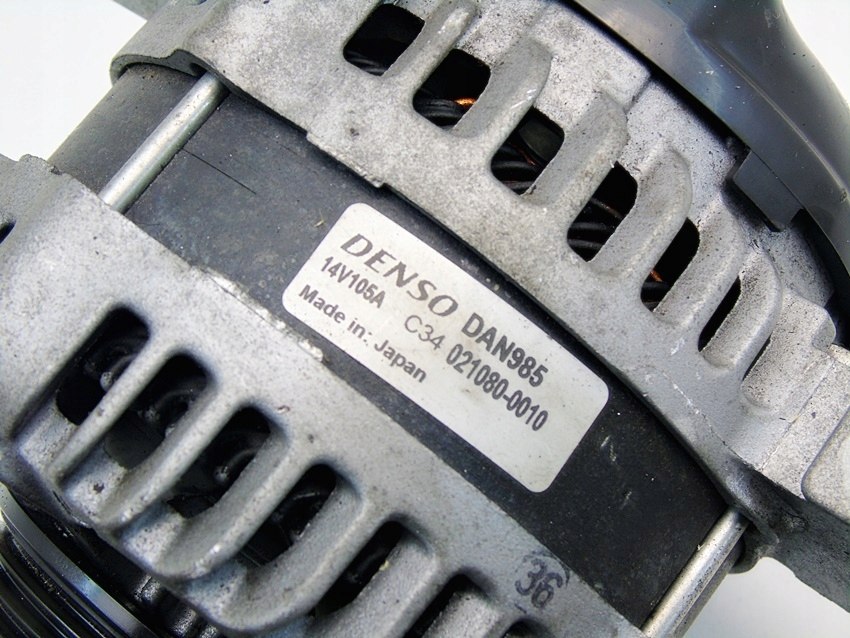 DENSO DAN985
14V105A C34 021080-0010
Made in: Japan
36